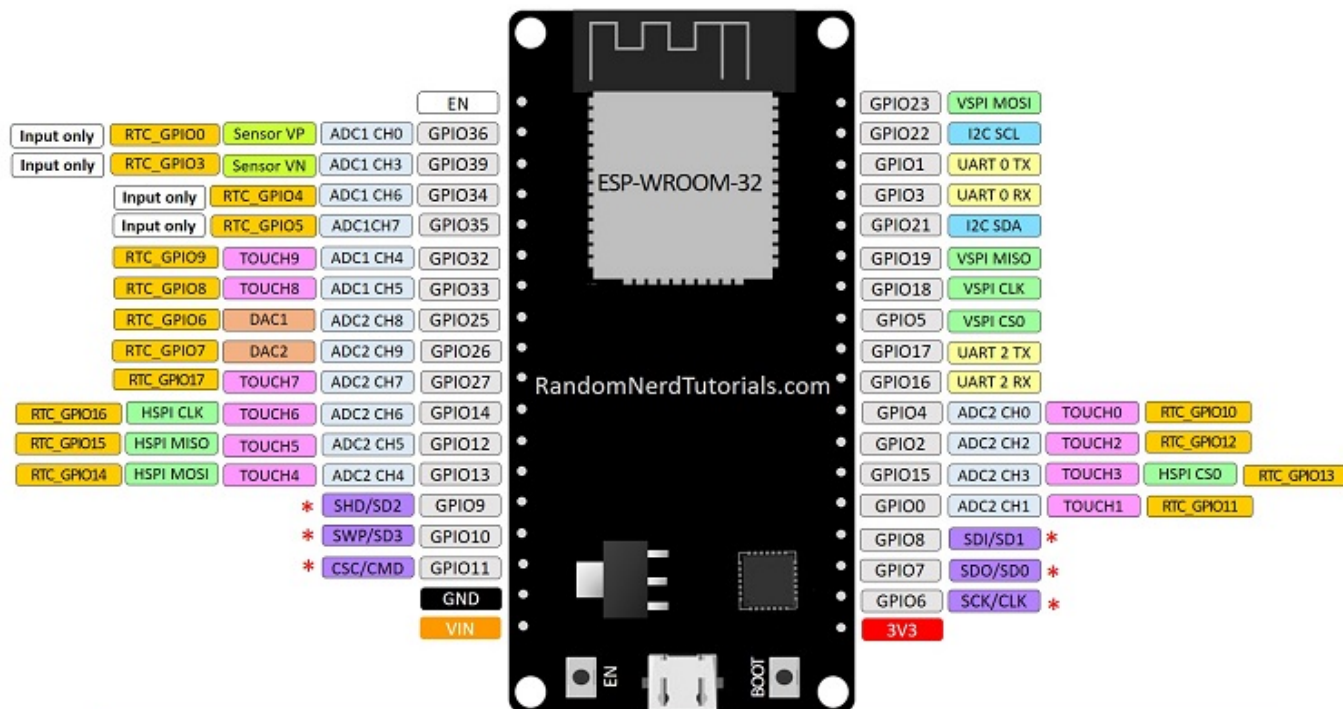 EN GPIO23 VSPI MOSI
Input only RTC_GPIO0 Sensor VP ADC1 CH0 GPIO36 GPIO22 I2C SCL
Input only RTC_GPIO3 Sensor VN ADC1 CH3 GPIO39 GPIO1 UART 0 TX
Input only RTC_GPIO4 ADC1 CH6 GPIO34 ESP-WROOM-32 GPIO3 UART 0 RX
Input only RTC_GPIO5 ADC1CH7 GPIO35 GPIO21 I2C SDA
RTC_GPIO9 TOUCH9 ADC1 CH4 GPIO32 GPIO19 VSPI MISO
RTC_GPIO8 TOUCH8 ADC1 CH5 GPIO33 GPIO18 VSPI CLK
RTC_GPIO6 DAC1 ADC2 CH8 GPIO25 GPIO5 VSPI CS0
RTC_GPIO7 DAC2 ADC2 CH9 GPIO26 GPIO17 UART 2 TX
RTC_GPIO17 TOUCH7 ADC2 CH7 GPIO27 RandomNerdTutorials.com GPIO16 UART 2 RX
RTC_GPIO16 HSPI CLK TOUCH6 ADC2 CH6 GPIO14 GPIO4 ADC2 CH0 TOUCH0 RTC_GPIO10
RTC_GPIO15 HSPI MISO TOUCH5 ADC2 CH5 GPIO12 GPIO2 ADC2 CH2 TOUCH2 RTC_GPIO12
RTC_GPIO14 HSPI MOSI TOUCH4 ADC2 CH4 GPIO13 GPIO15 ADC2 CH3 TOUCH3 HSPI CS0 RTC_GPIO13
* SHD/SD2 GPIO9 GPIO0 ADC2 CH1 TOUCH1 RTC_GPIO11
* SWP/SD3 GPIO10 GPIO8 SDI/SD1 *
* CSC/CMD GPIO11 GPIO7 SDO/SD0 *
GND GPIO6 SCK/CLK *
VIN 3V3
EN BOOT